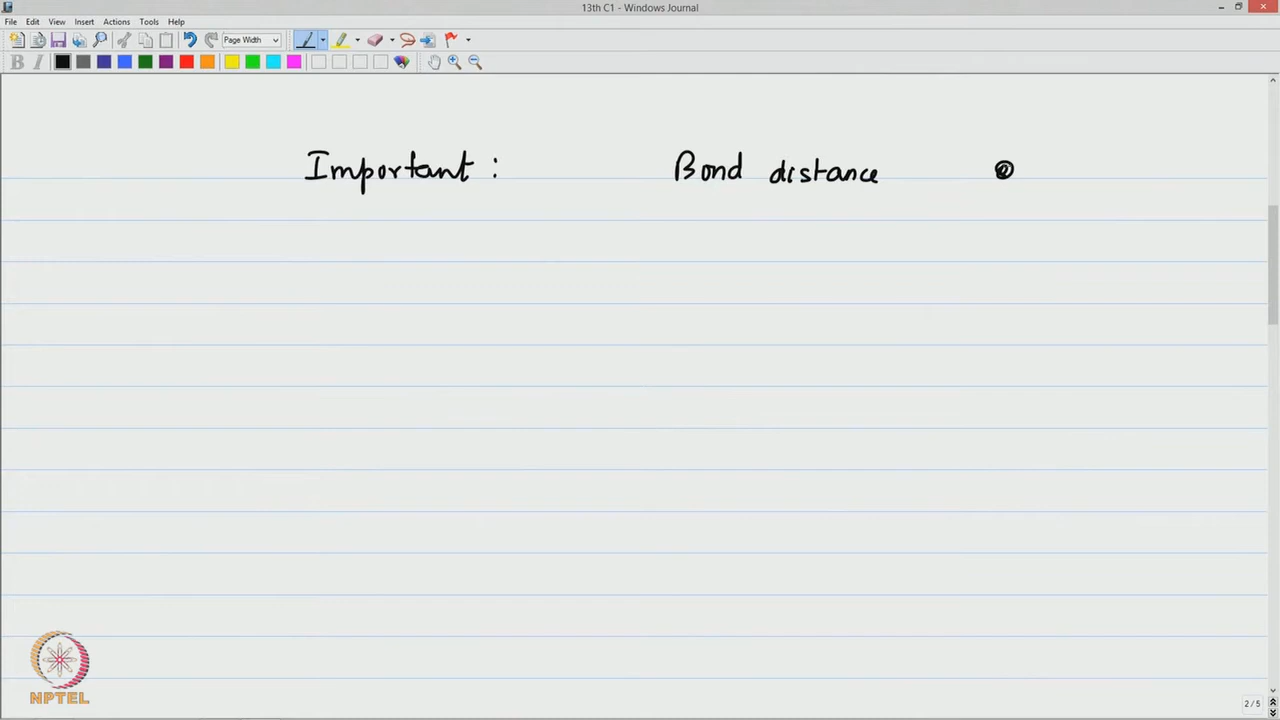 13th C1 - Windows Journal
File Edit View Insert Actions Tools Help
Page Width
B I
Important : Bond distance
NPTEL
2 / 5